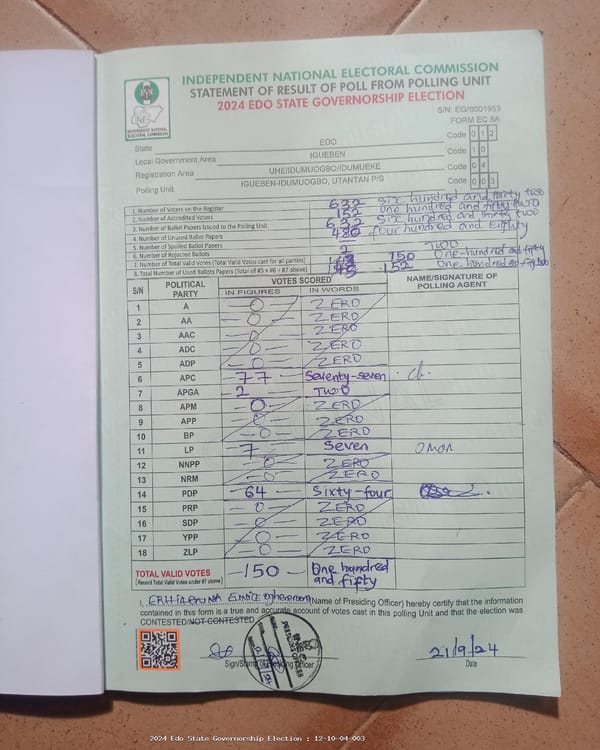 INDEPENDENT NATIONAL ELECTORAL COMMISSION
STATEMENT OF RESULT OF POLL FROM POLLING UNIT
2024 EDO STATE GOVERNORSHIP ELECTION
INEC
INDEPENDENT NATIONAL ELECTORAL COMMISSION
S/N: EG/0001953
FORM EC 8A
State EDO Code 0 1 2
Local Government Area IGUEBEN Code 1 0
Registration Area UHE/IDUMUOGBO/IDUMUEKE Code 0 4
Polling Unit IGUEBEN-IDUMUOGBO, UTANTAN P/S Code 0 0 3
1. Number of Voters on the Register 632 Six hundred and thirty two
2. Number of Accredited Voters 152 One hundred and fifty two
3. Number of Ballot Papers Issued to the Polling Unit 632 Six hundred and thirty two
4. Number of Unused Ballot Papers 480 four hundred and eighty
5. Number of Spoiled Ballot Papers
6. Number of Rejected Ballots 2 TWO
7. Number of Total Valid Votes (Total Valid Votes cast for all parties) 150 One-hundred and fifty
8. Total Number of Used Ballots Papers (Total of #5 + #6 + #7 above) 152 One hundred and
S/N POLITICAL PARTY VOTES SCORED NAME/SIGNATURE OF POLLING AGENT
IN FIGURES IN WORDS
1 A 0 ZERO
2 AA 0 ZERO
3 AAC 0 ZERO
4 ADC 0 ZERO
5 ADP 0 ZERO
6 APC 77 Seventy-seven
7 APGA 2 TWO
8 APM 0 ZERO
9 APP 0 ZERO
10 BP 0 ZERO
11 LP 7 Seven OMON
12 NNPP 0 ZERO
13 NRM 0 ZERO
14 PDP 64 Sixty-four
15 PRP 0 ZERO
16 SDP 0 ZERO
17 YPP 0 ZERO
18 ZLP 0 ZERO
TOTAL VALID VOTES (Record Total Valid Votes under #7 above) 150 One hundred and fifty
I, (Name of Presiding Officer) hereby certify that the information
contained in this form is a true and accurate account of votes cast in this polling Unit and that the election was
CONTESTED/NOT CONTESTED
21/9/24
Sign/Stamp of Presiding Officer Date
2024 Edo State Governorship Election : 12-10-04-003